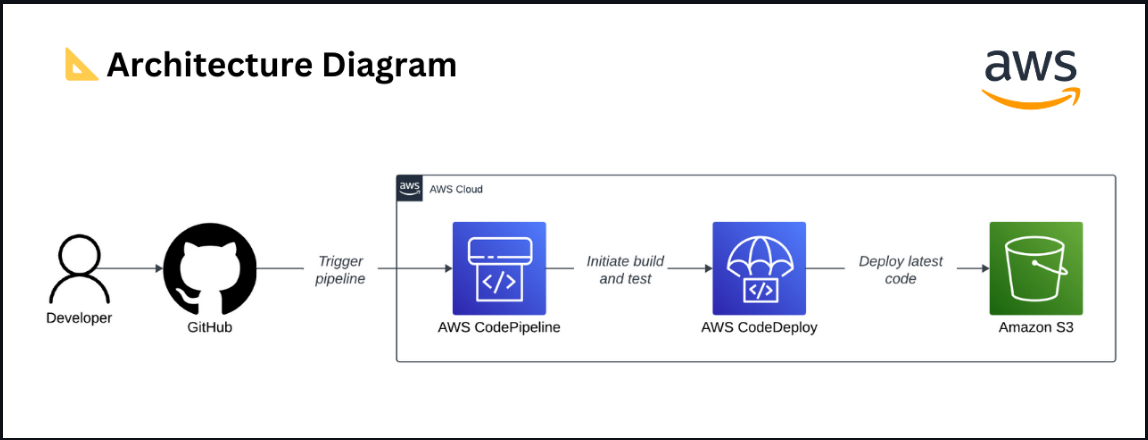 Architecture Diagram
aws
aws
AWS Cloud
Trigger
pipeline
Initiate build
and test
Deploy latest
code
Developer
GitHub
AWS CodePipeline
AWS CodeDeploy
Amazon S3